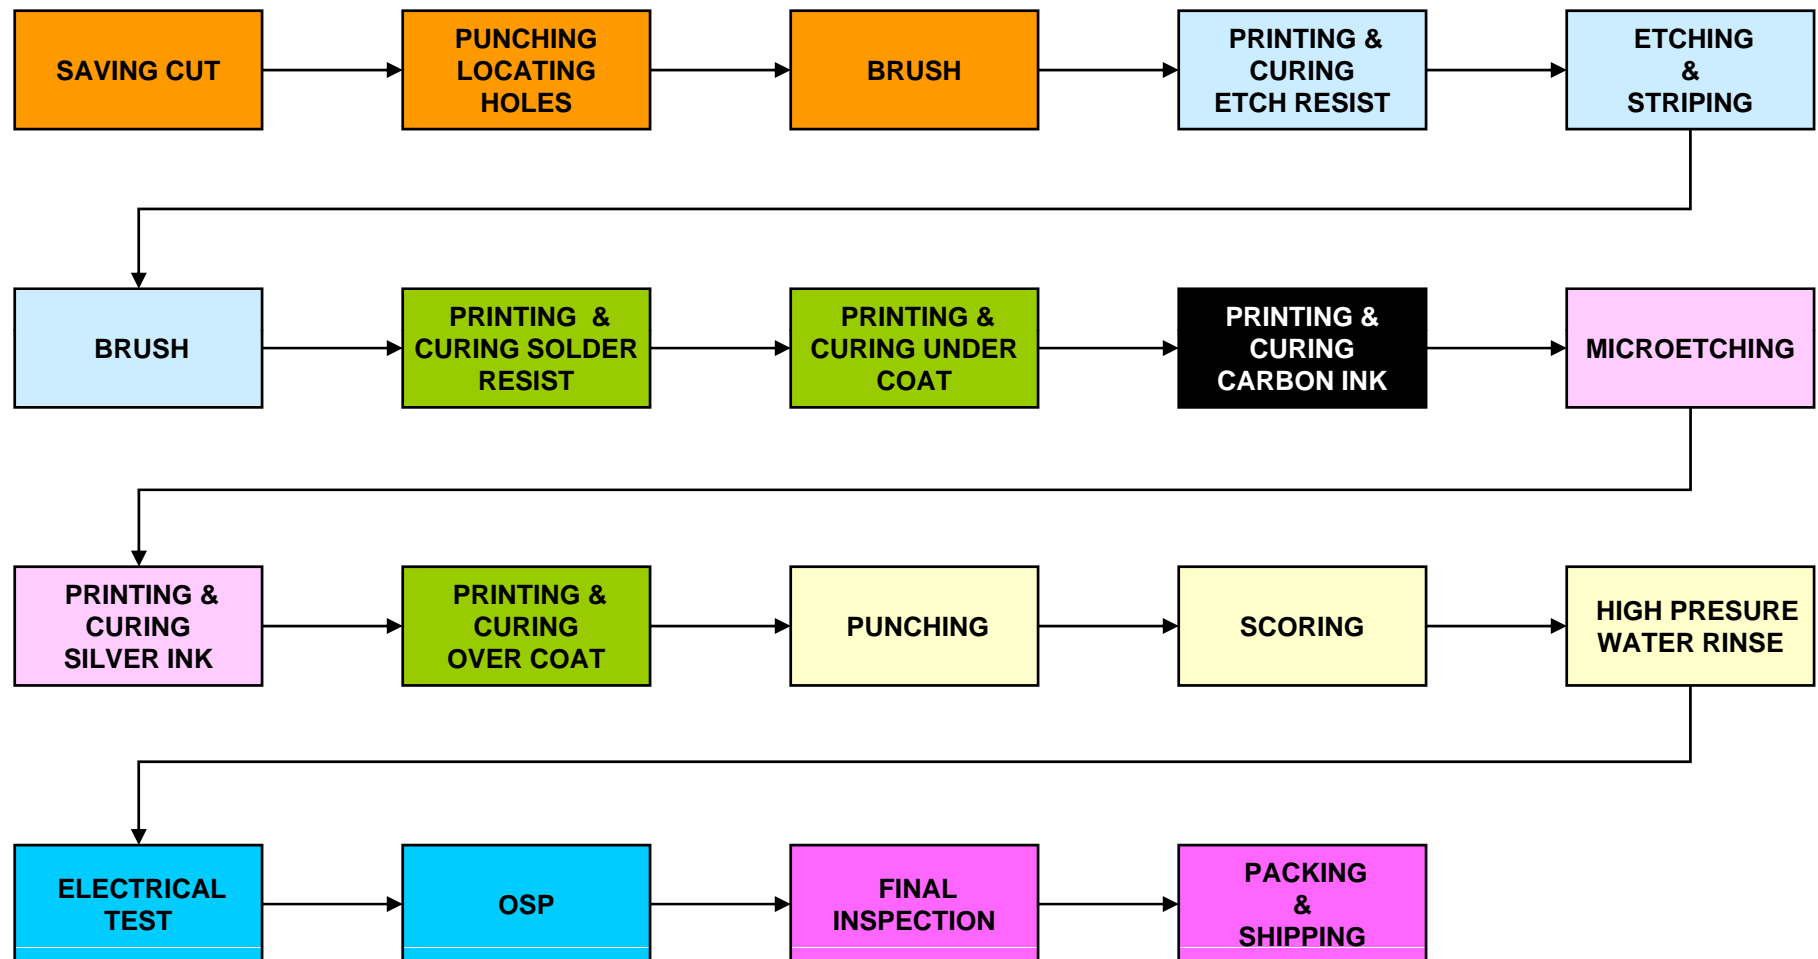 SAVING CUT
PUNCHING
LOCATING
HOLES
BRUSH
PRINTING &
CURING
ETCH RESIST
ETCHING
&
STRIPING
BRUSH
PRINTING &
CURING SOLDER
RESIST
PRINTING &
CURING UNDER
COAT
PRINTING &
CURING
CARBON INK
MICROETCHING
PRINTING &
CURING
SILVER INK
PRINTING &
CURING
OVER COAT
PUNCHING
SCORING
HIGH PRESURE
WATER RINSE
ELECTRICAL
TEST
OSP
FINAL
INSPECTION
PACKING
&
SHIPPING